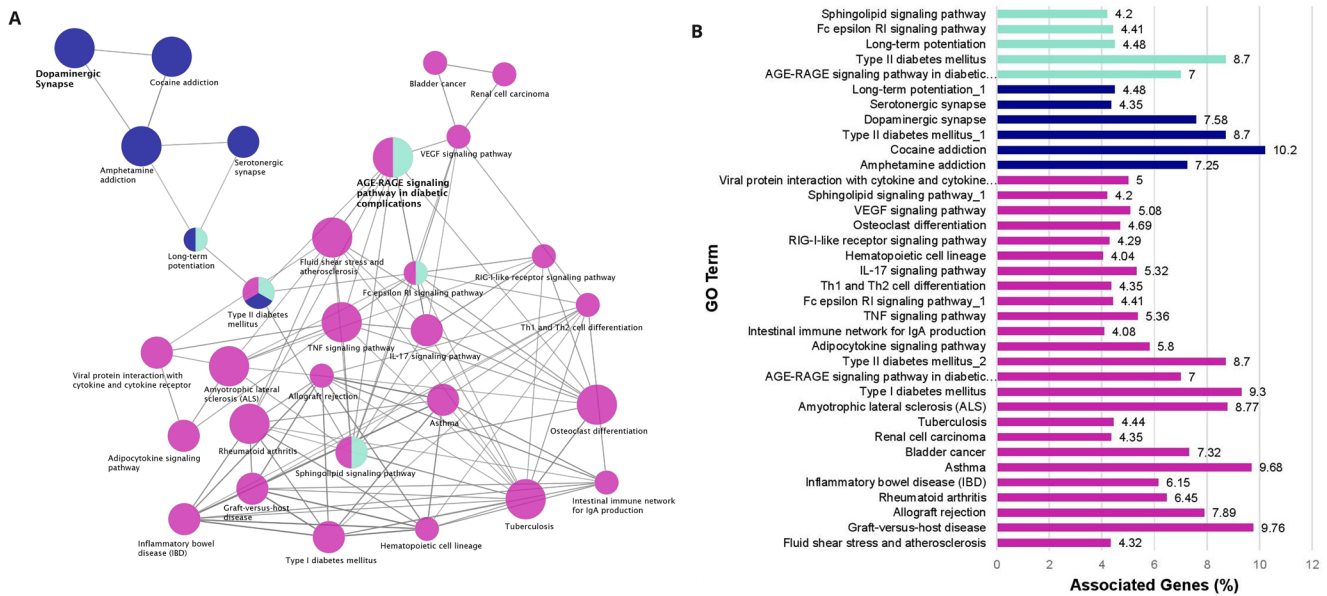 A
Dopaminergic
Synapse
Cocaine addiction
Bladder cancer
Renal cell carcinoma
Amphetamine
addiction
Serotonergic
synapse
VEGF signaling pathway
AGE-RAGE signaling
pathway in diabetic
complications
Long-term
potentiation
Fluid shear stress and
atherosclerosis
RIG-I-like receptor signaling pathway
Fc epsilon RI signaling pathway
Type II diabetes
mellitus
Th1 and Th2 cell differentiation
TNF signaling pathway
IL-17 signaling pathway
Viral protein interaction with
cytokine and cytokine receptor
Amyotrophic lateral
sclerosis (ALS)
Allograft rejection
Asthma
Osteoclast differentiation
Adipocytokine signaling
pathway
Rheumatoid arthritis
Sphingolipid signaling pathway
Graft-versus-host
disease
Intestinal immune network
for IgA production
Tuberculosis
Inflammatory bowel
disease (IBD)
Type I diabetes mellitus
Hematopoietic cell lineage
B
GO Term
Sphingolipid signaling pathway 4.2
Fc epsilon RI signaling pathway 4.41
Long-term potentiation 4.48
Type II diabetes mellitus 8.7
AGE-RAGE signaling pathway in diabetic... 7
Long-term potentiation_1 4.48
Serotonergic synapse 4.35
Dopaminergic synapse 7.58
Type II diabetes mellitus_1 8.7
Cocaine addiction 10.2
Amphetamine addiction 7.25
Viral protein interaction with cytokine and cytokine... 5
Sphingolipid signaling pathway_1 4.2
VEGF signaling pathway 5.08
Osteoclast differentiation 4.69
RIG-I-like receptor signaling pathway 4.29
Hematopoietic cell lineage 4.04
IL-17 signaling pathway 5.32
Th1 and Th2 cell differentiation 4.35
Fc epsilon RI signaling pathway_1 4.41
TNF signaling pathway 5.36
Intestinal immune network for IgA production 4.08
Adipocytokine signaling pathway 5.8
Type II diabetes mellitus_2 8.7
AGE-RAGE signaling pathway in diabetic... 7
Type I diabetes mellitus 9.3
Amyotrophic lateral sclerosis (ALS) 8.77
Tuberculosis 4.44
Renal cell carcinoma 4.35
Bladder cancer 7.32
Asthma 9.68
Inflammatory bowel disease (IBD) 6.15
Rheumatoid arthritis 6.45
Allograft rejection 7.89
Graft-versus-host disease 9.76
Fluid shear stress and atherosclerosis 4.32
0 2 4 6 8 10 12
Associated Genes (%)